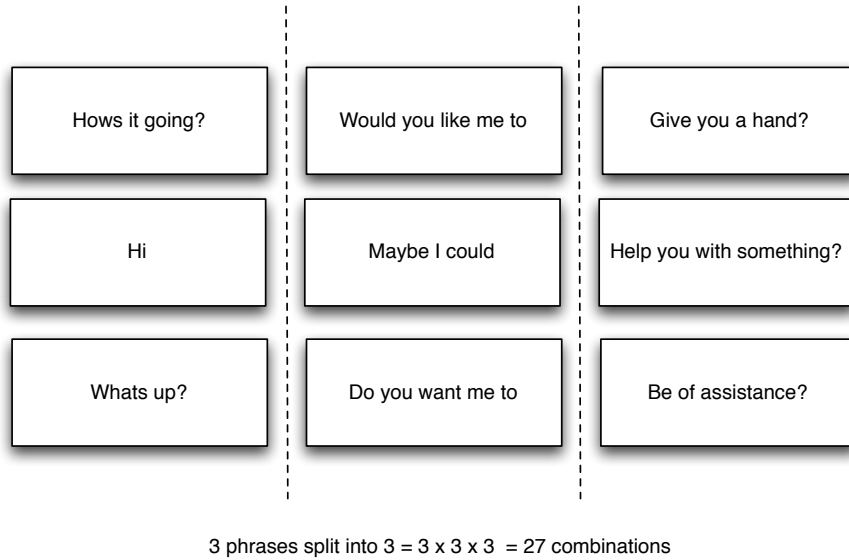 Hows it going?
Would you like me to
Give you a hand?
Hi
Maybe I could
Help you with something?
Whats up?
Do you want me to
Be of assistance?
3 phrases split into 3 = 3 x 3 x 3 = 27 combinations